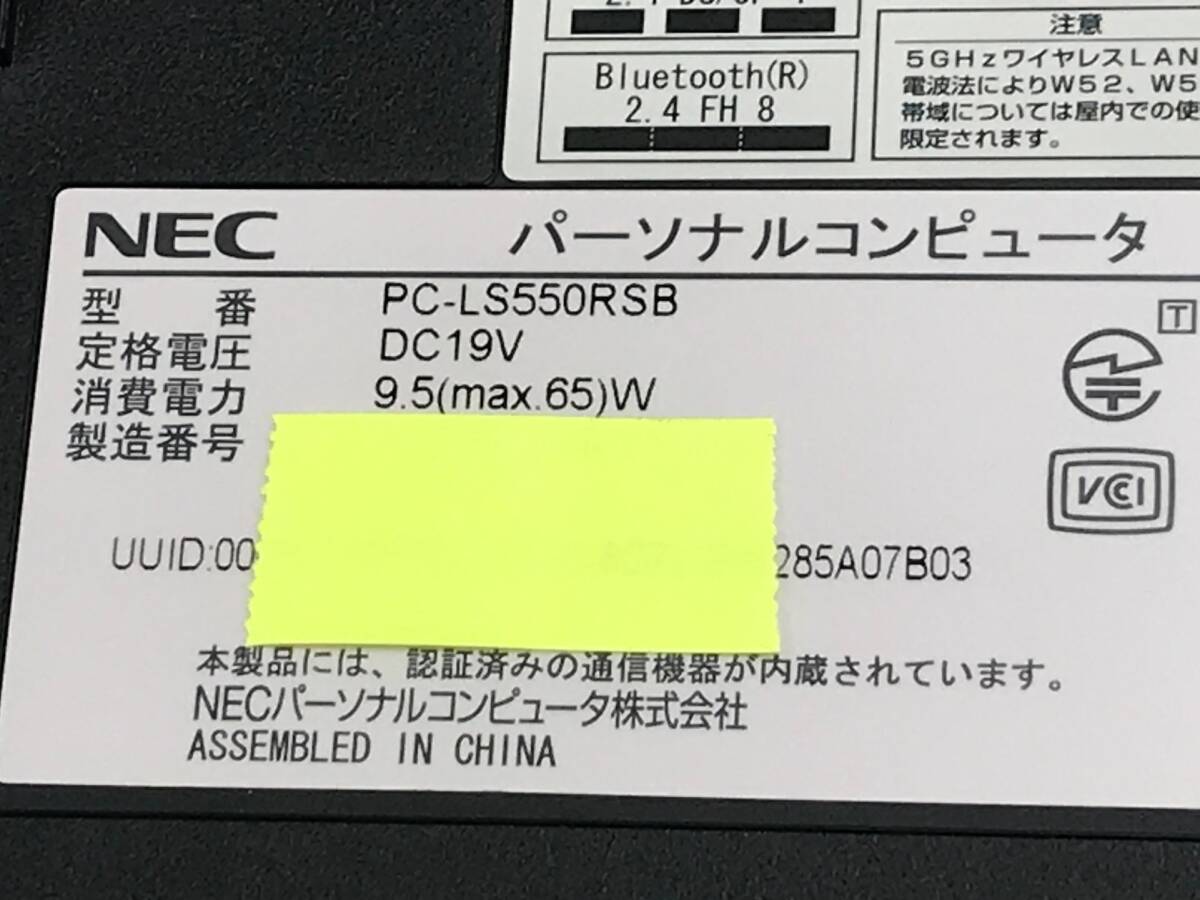 Bluetooth(R)
2.4 FH 8
注意
5GHzワイヤレスLAN
電波法によりW52、W5
帯域については屋内での使
限定されます。
NEC パーソナルコンピュータ
型 番 PC-LS550RSB
定格電圧 DC19V
消費電力 9.5(max.65)W
製造番号
T
VCCI
UUID:00 285A07B03
本製品には、認証済みの通信機器が内蔵されています。
NECパーソナルコンピュータ株式会社
ASSEMBLED IN CHINA